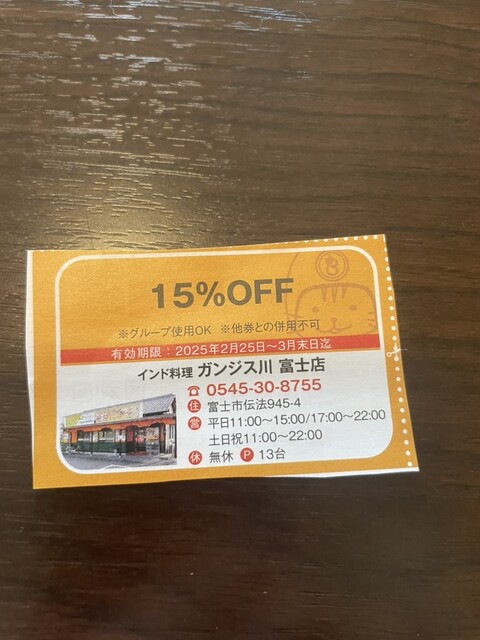 B
15%OFF
※グループ使用OK ※他券との併用不可
有効期限：2025年2月25日〜3月末日迄
インド料理 ガンジス川 富士店
☎ 0545-30-8755
住 富士市伝法945-4
営 平日11:00〜15:00/17:00〜22:00
土日祝11:00〜22:00
休 無休 P 13台